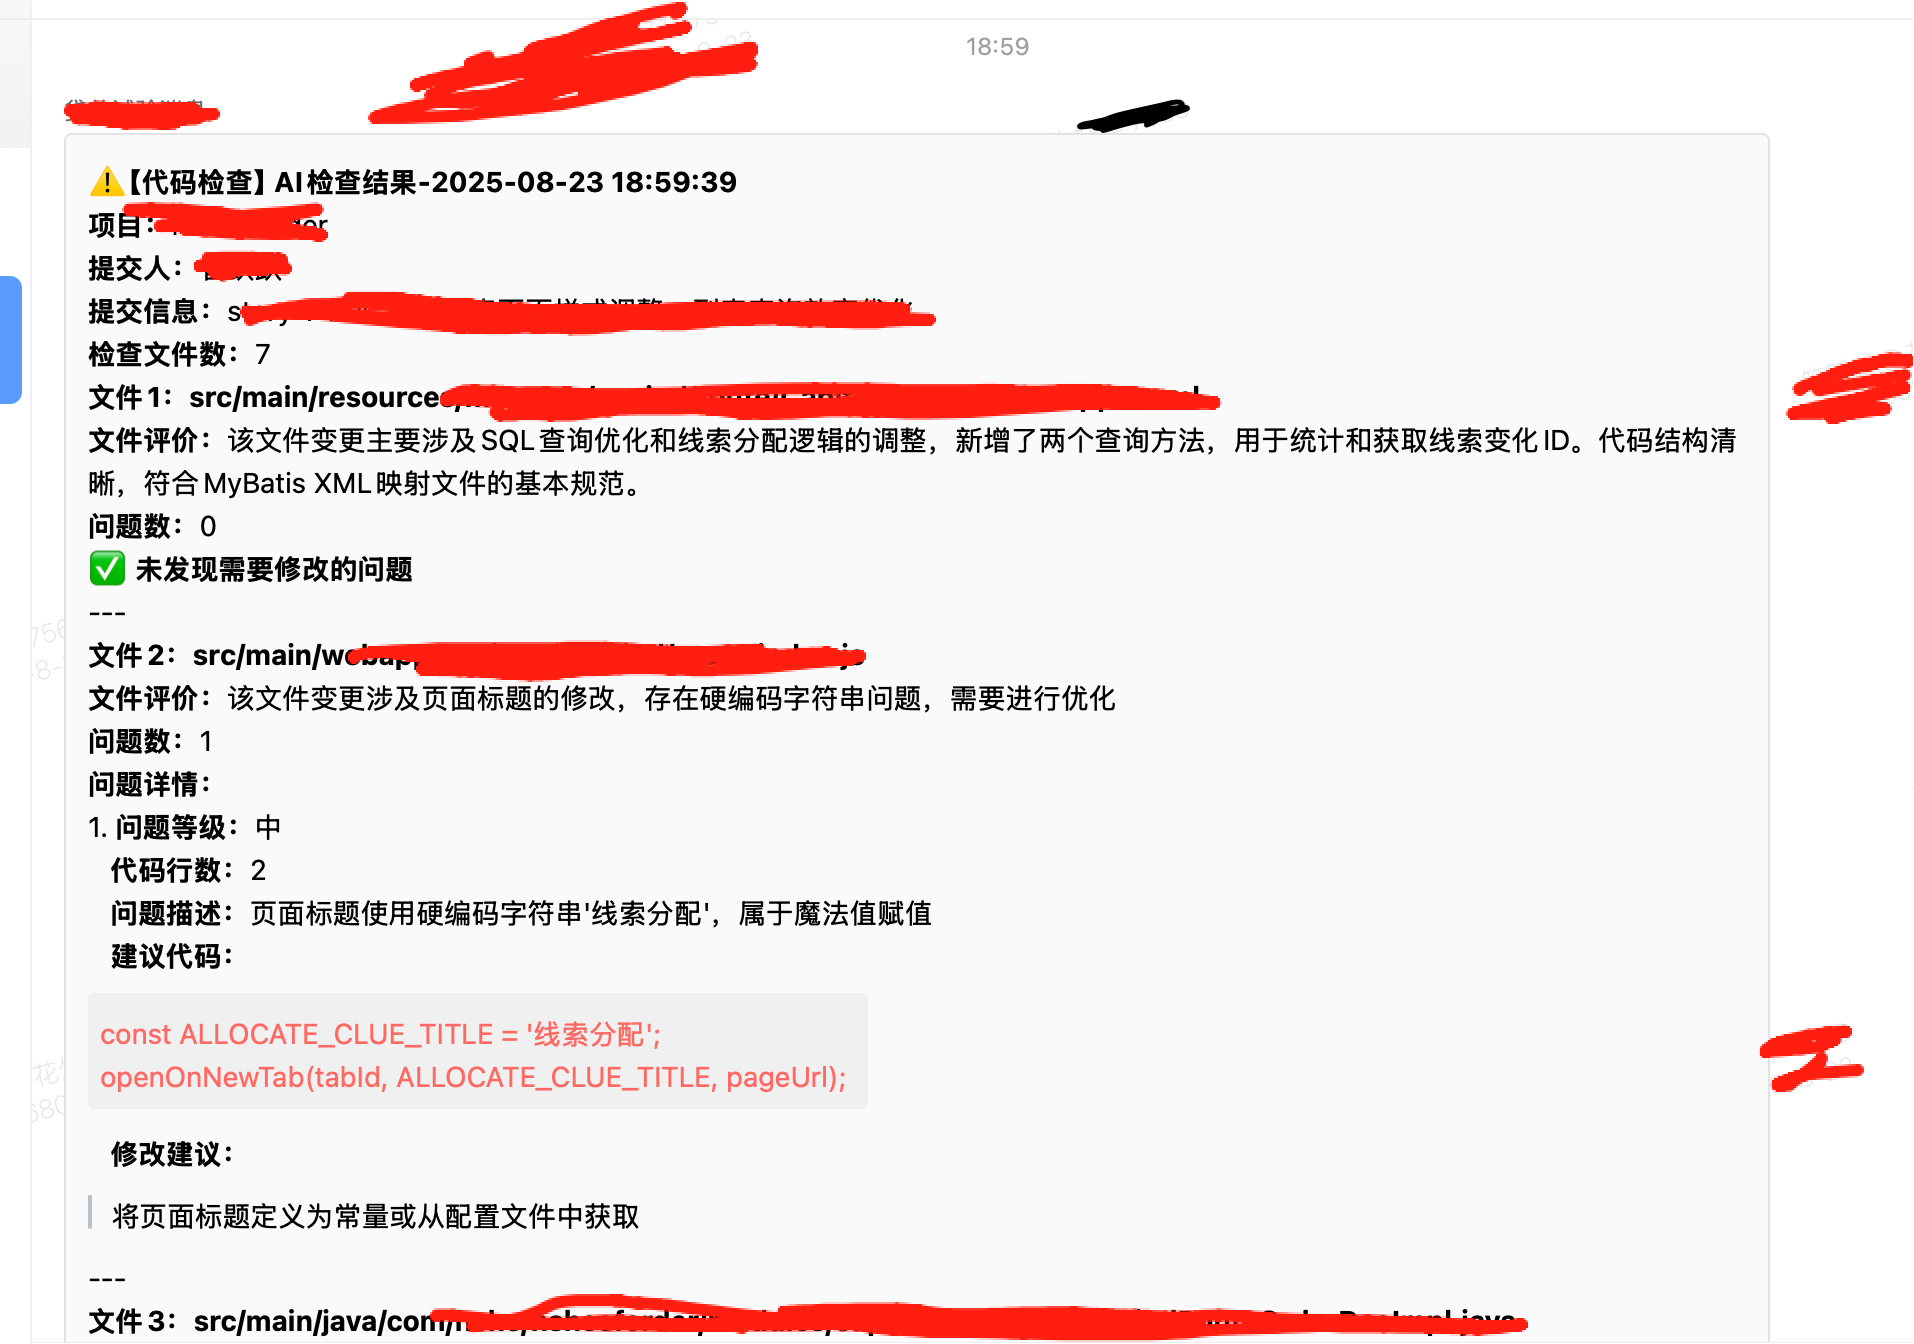 18:59
⚠️【代码检查】AI检查结果-2025-08-23 18:59:39
项目：
提交人：
提交信息：
检查文件数：7
文件1：src/main/resources/
文件评价：该文件变更主要涉及SQL查询优化和线索分配逻辑的调整，新增了两个查询方法，用于统计和获取线索变化ID。代码结构清
晰，符合MyBatis XML映射文件的基本规范。
问题数：0
✅ 未发现需要修改的问题
---
文件2：src/main/webapp
文件评价：该文件变更涉及页面标题的修改，存在硬编码字符串问题，需要进行优化
问题数：1
问题详情：
1. 问题等级：中
代码行数：2
问题描述：页面标题使用硬编码字符串'线索分配'，属于魔法值赋值
建议代码：
const ALLOCATE_CLUE_TITLE = '线索分配';
openOnNewTab(tabId, ALLOCATE_CLUE_TITLE, pageUrl);
修改建议：
将页面标题定义为常量或从配置文件中获取
---
文件3：src/main/java/com/